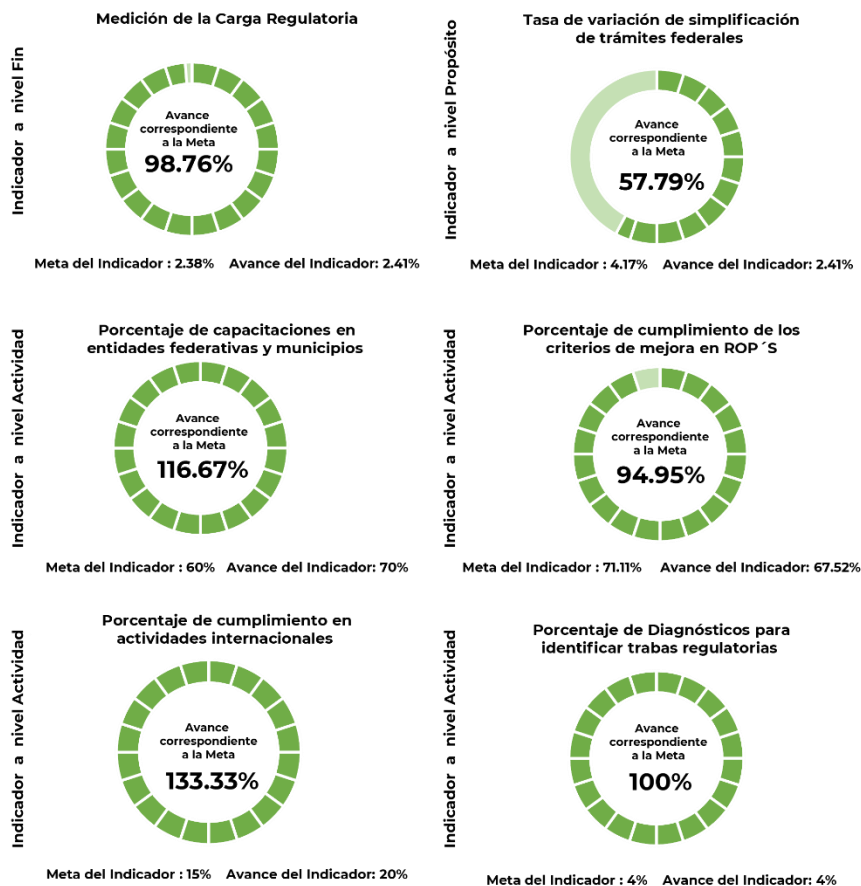 Medición de la Carga Regulatoria
Indicador a nivel Fin
Avance
correspondiente
a la Meta
98.76%
Meta del Indicador : 2.38% Avance del Indicador: 2.41%
Tasa de variación de simplificación
de trámites federales
Indicador a nivel Propósito
Avance
correspondiente
a la Meta
57.79%
Meta del Indicador : 4.17% Avance del Indicador: 2.41%
Porcentaje de capacitaciones en
entidades federativas y municipios
Indicador a nivel Actividad
Avance
correspondiente
a la Meta
116.67%
Meta del Indicador : 60% Avance del Indicador: 70%
Porcentaje de cumplimiento de los
criterios de mejora en ROP´S
Indicador a nivel Actividad
Avance
correspondiente
a la Meta
94.95%
Meta del Indicador : 71.11% Avance del Indicador: 67.52%
Porcentaje de cumplimiento en
actividades internacionales
Indicador a nivel Actividad
Avance
correspondiente
a la Meta
133.33%
Meta del Indicador : 15% Avance del Indicador: 20%
Porcentaje de Diagnósticos para
identificar trabas regulatorias
Indicador a nivel Actividad
Avance
correspondiente
a la Meta
100%
Meta del Indicador : 4% Avance del Indicador: 4%